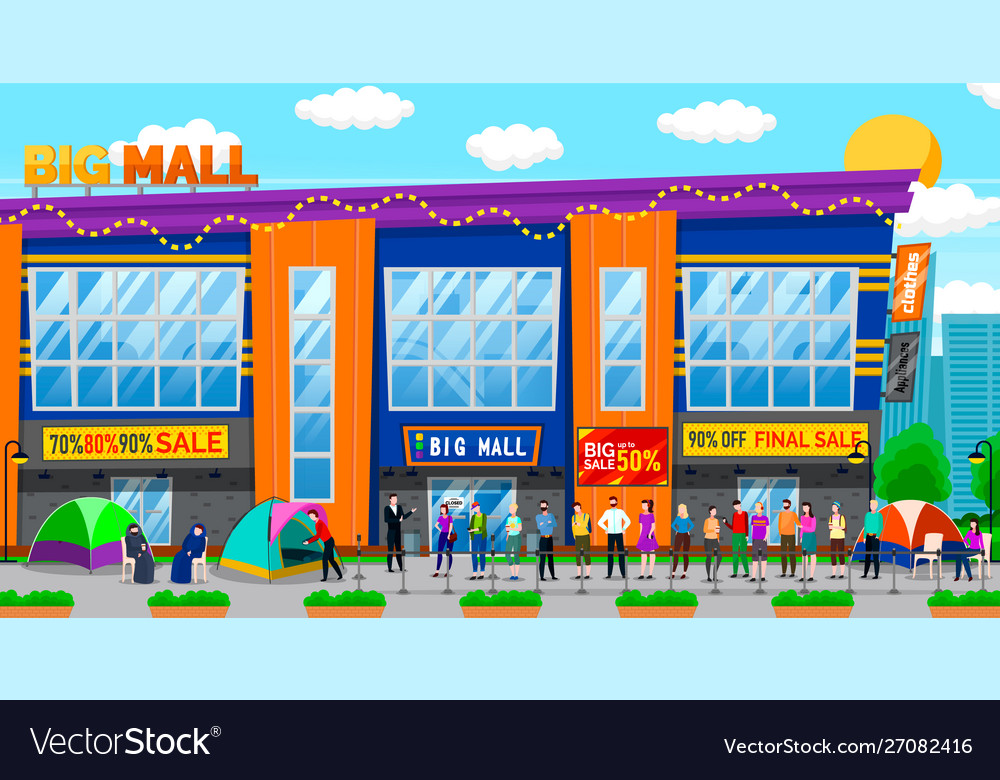 BIG MALL
clothes
Appliances
70%80%90% SALE
BIG MALL
BIG up to
SALE 50%
90% OFF FINAL SALE
CLOSED
VectorStock®
VectorStock.com/27082416